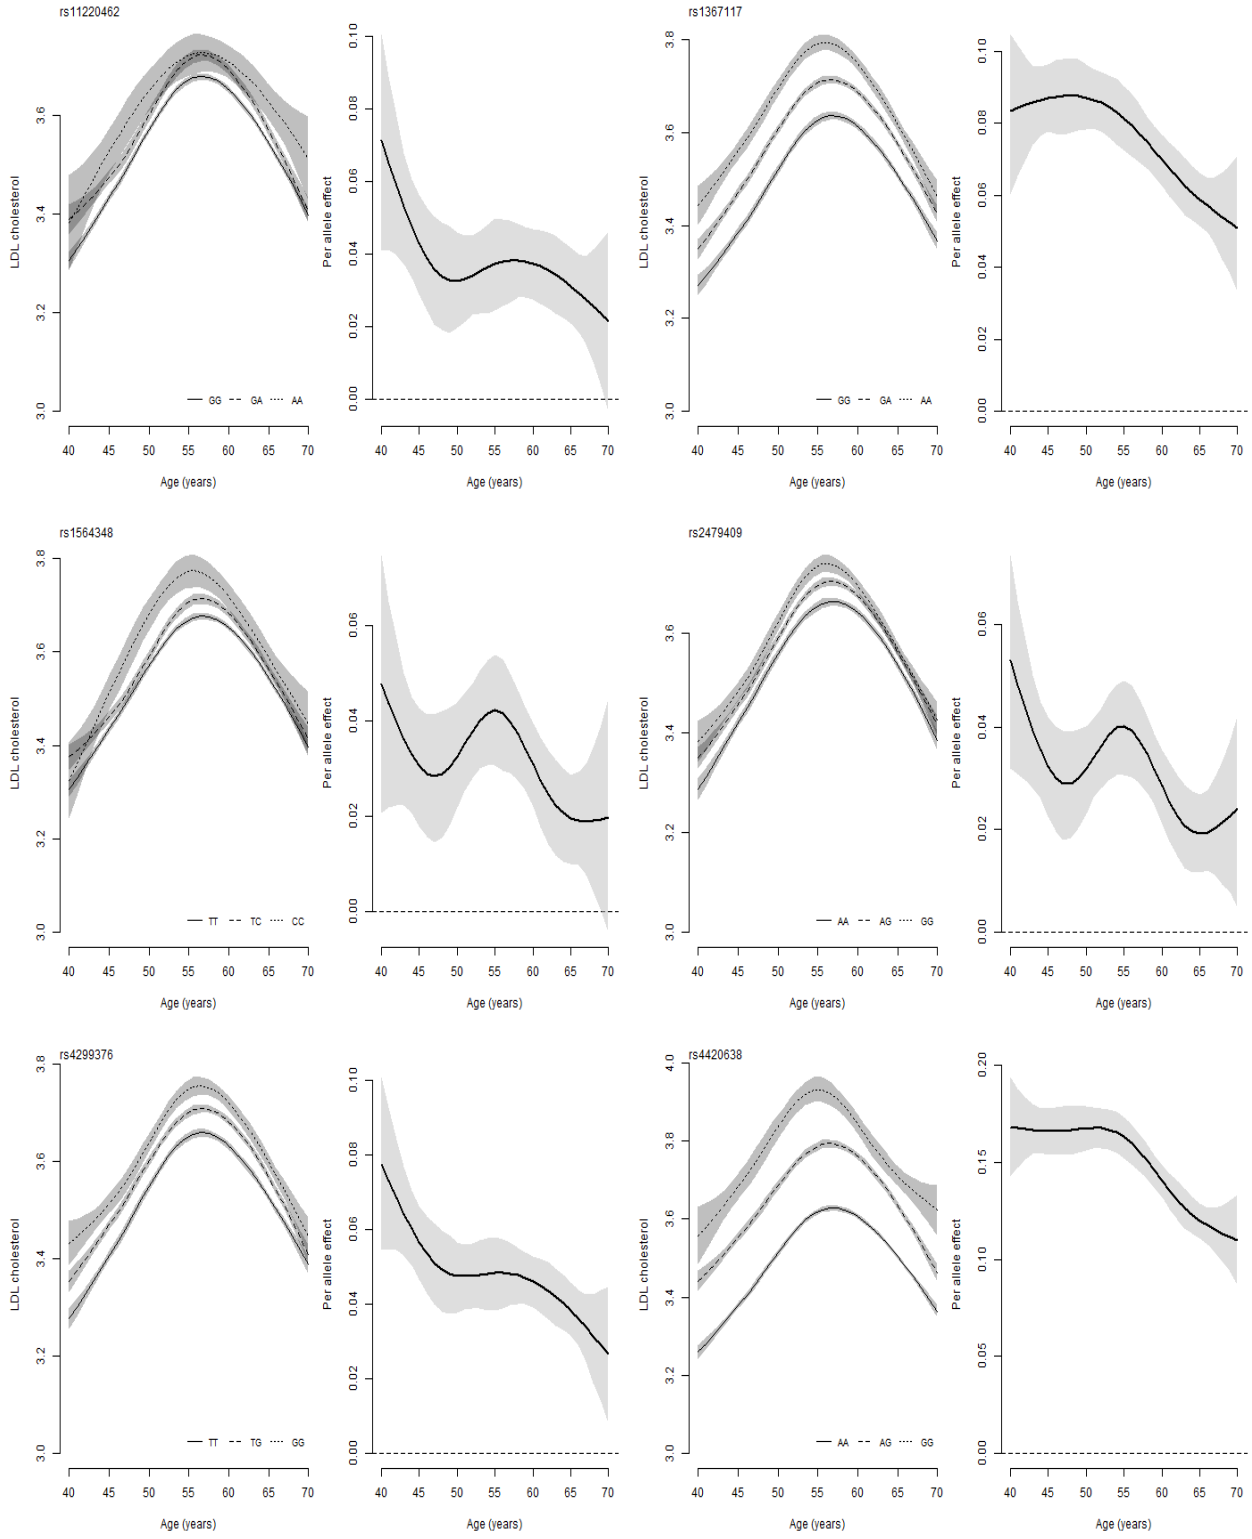 rs11220462
LDL cholesterol
3.0 3.2 3.4 3.6
GG GA AA
40 45 50 55 60 65 70
Age (years)
Per allele effect
0.00 0.02 0.04 0.06 0.08 0.10
40 45 50 55 60 65 70
Age (years)
rs1367117
LDL cholesterol
3.0 3.2 3.4 3.6 3.8
GG GA AA
40 45 50 55 60 65 70
Age (years)
Per allele effect
0.00 0.02 0.04 0.06 0.08 0.10
40 45 50 55 60 65 70
Age (years)
rs1564348
LDL cholesterol
3.0 3.2 3.4 3.6 3.8
TT TC CC
40 45 50 55 60 65 70
Age (years)
Per allele effect
0.00 0.02 0.04 0.06
40 45 50 55 60 65 70
Age (years)
rs2479409
LDL cholesterol
3.0 3.2 3.4 3.6
AA AG GG
40 45 50 55 60 65 70
Age (years)
Per allele effect
0.00 0.02 0.04 0.06
40 45 50 55 60 65 70
Age (years)
rs4299376
LDL cholesterol
3.0 3.2 3.4 3.6 3.8
TT TG GG
40 45 50 55 60 65 70
Age (years)
Per allele effect
0.00 0.02 0.04 0.06 0.08 0.10
40 45 50 55 60 65 70
Age (years)
rs4420638
LDL cholesterol
3.0 3.2 3.4 3.6 3.8 4.0
AA AG GG
40 45 50 55 60 65 70
Age (years)
Per allele effect
0.00 0.05 0.10 0.15 0.20
40 45 50 55 60 65 70
Age (years)